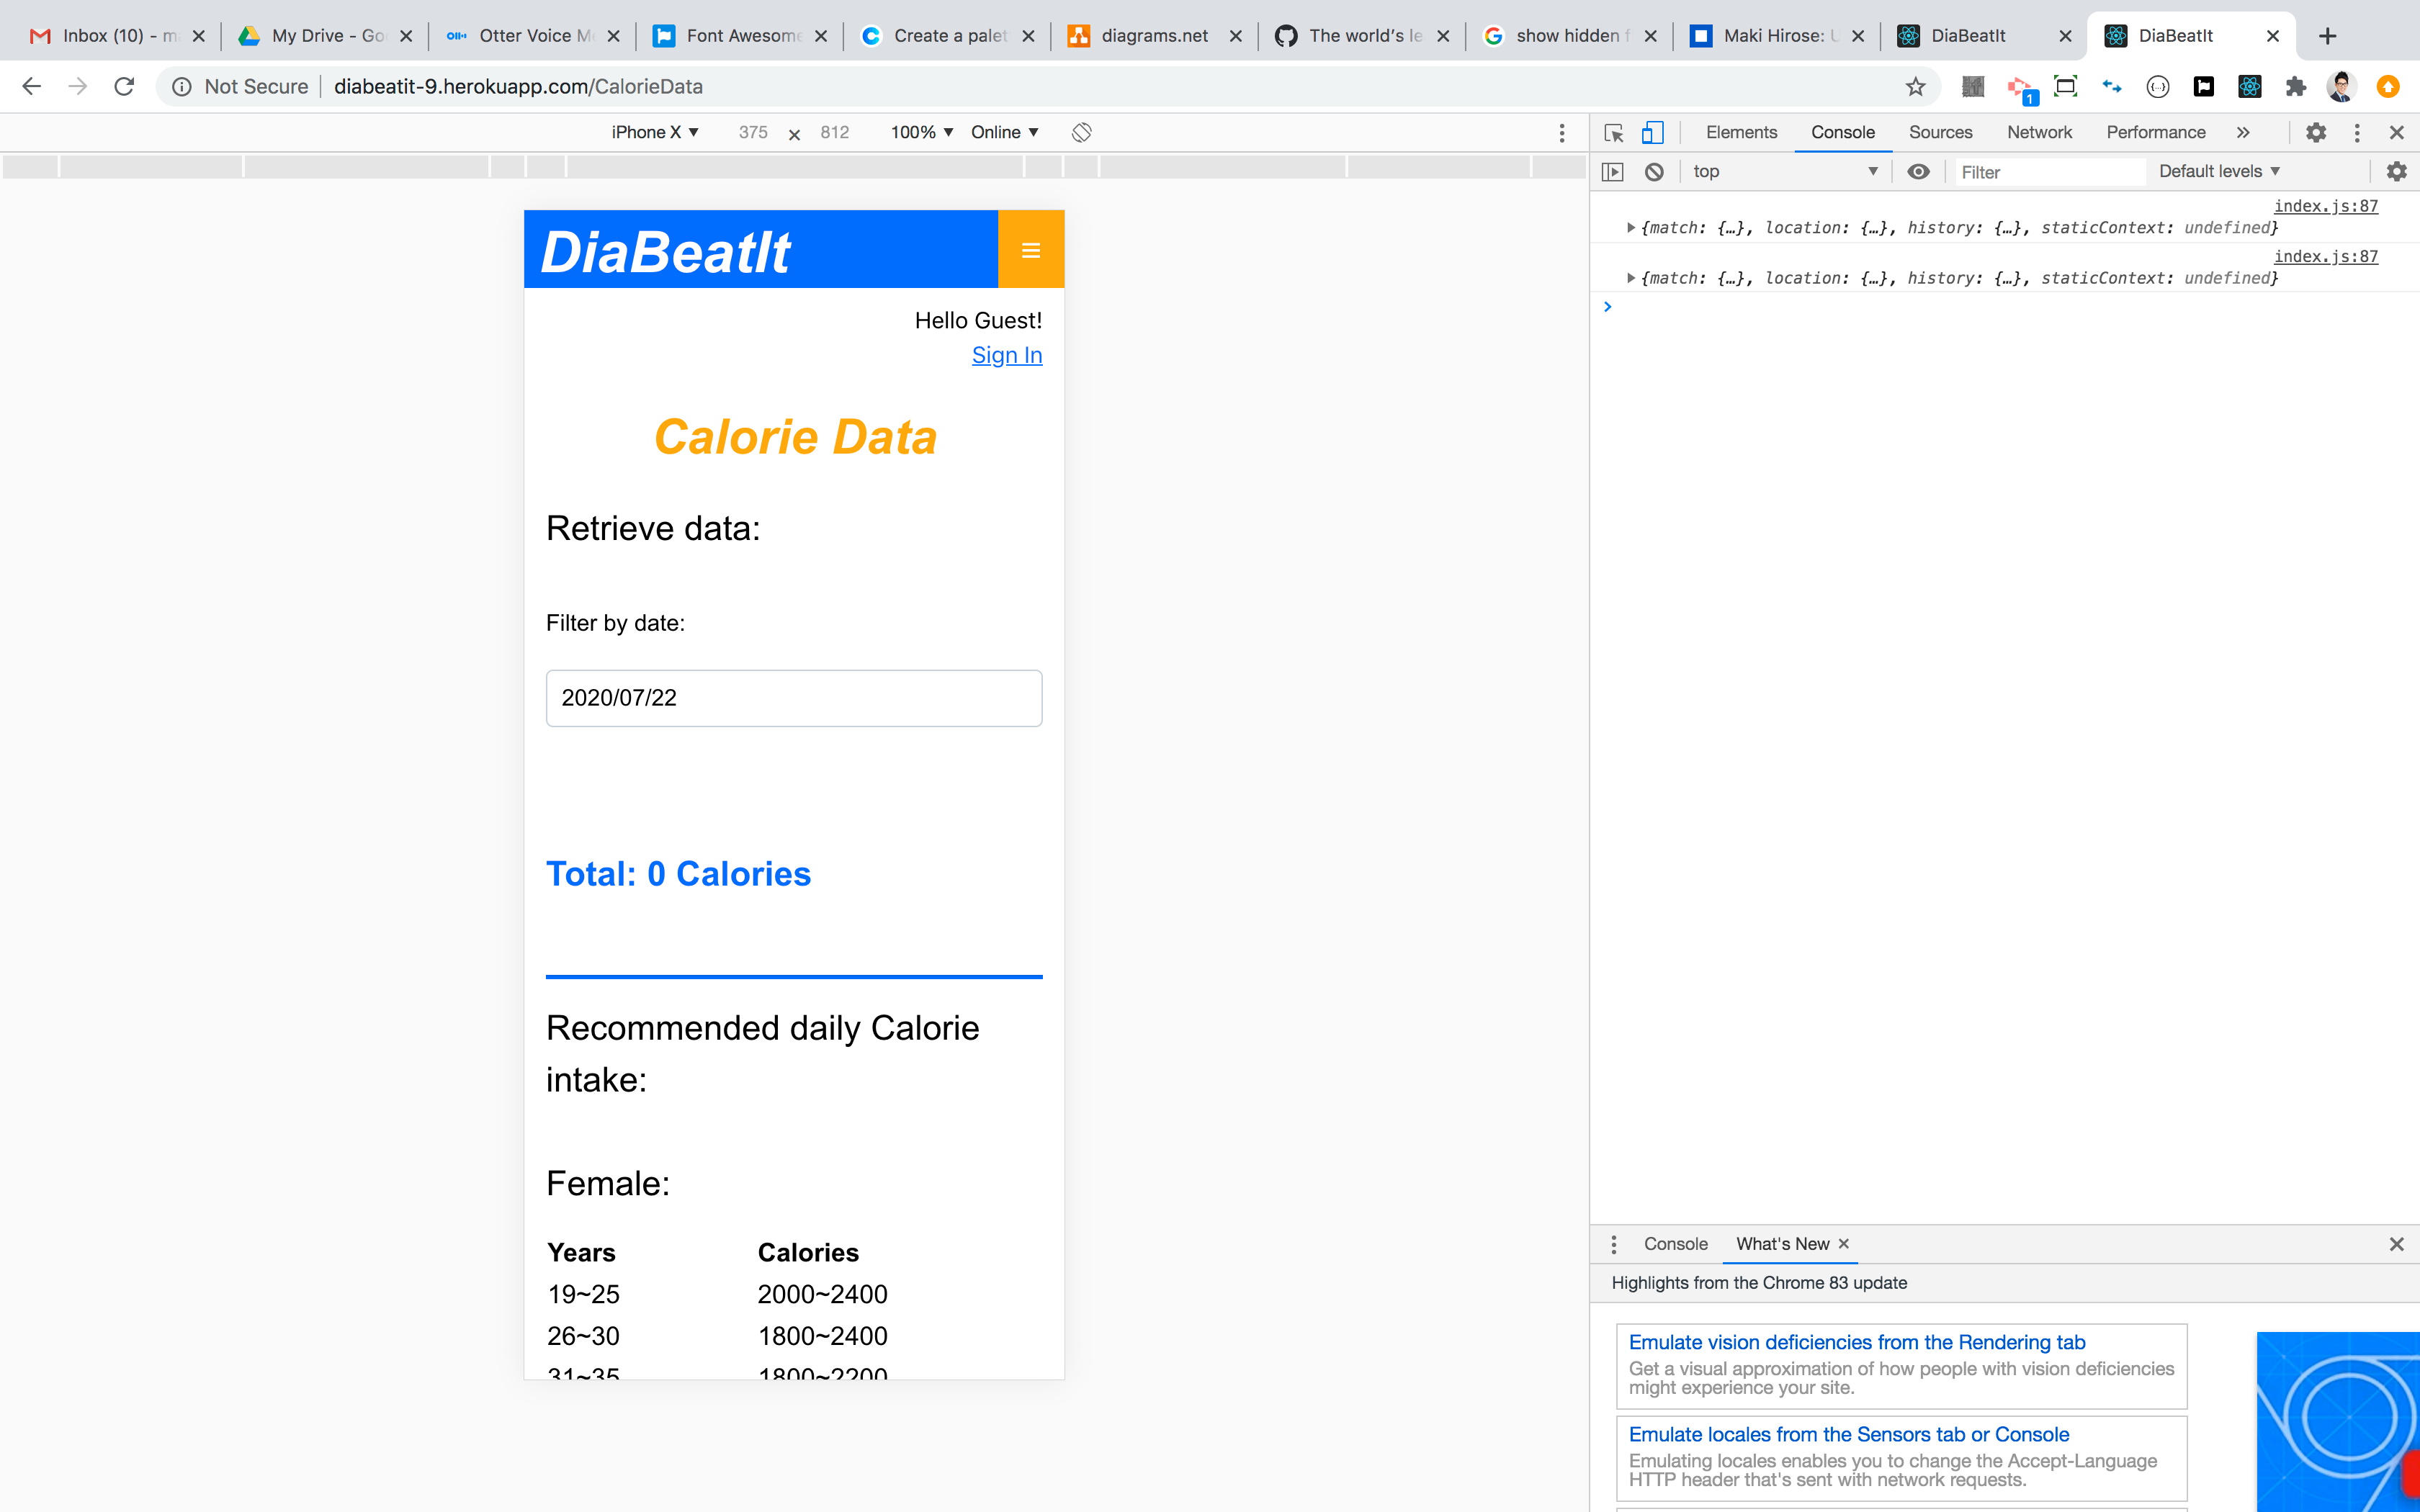 Inbox (10) - m
My Drive - Go
Otter Voice M
Font Awesome
Create a palet
diagrams.net
The world's le
show hidden f
Maki Hirose: U
DiaBeatIt
DiaBeatIt
Not Secure
diabeatit-9.herokuapp.com/CalorieData
1
iPhone X ▼ 375 × 812 100% ▼ Online ▼
Elements Console Sources Network Performance »
top ▼ Filter Default levels ▼
index.js:87
▶ {match: {…}, location: {…}, history: {…}, staticContext: undefined}
index.js:87
▶ {match: {…}, location: {…}, history: {…}, staticContext: undefined}
DiaBeatIt
Hello Guest!
Sign In
Calorie Data
Retrieve data:
Filter by date:
2020/07/22
Total: 0 Calories
Recommended daily Calorie
intake:
Female:
Years Calories
19~25 2000~2400
26~30 1800~2400
31~35 1800~2200
Console What's New
Highlights from the Chrome 83 update
Emulate vision deficiencies from the Rendering tab
Get a visual approximation of how people with vision deficiencies
might experience your site.
Emulate locales from the Sensors tab or Console
Emulating locales enables you to change the Accept-Language
HTTP header that's sent with network requests.